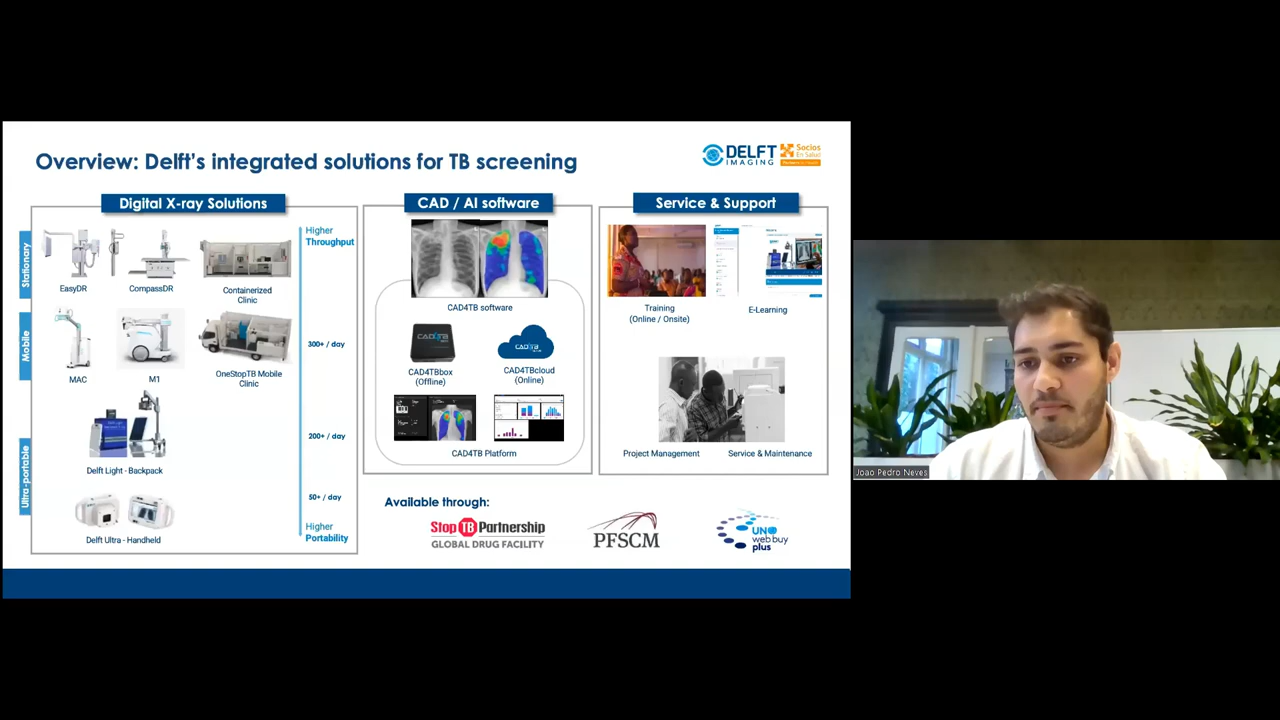 Overview: Delft's integrated solutions for TB screening
DELFT
IMAGING
Socios
En Salud
Digital X-ray Solutions
Stationary
Mobile
Ultra-portable
EasyDR
CompassDR
Containerized
Clinic
MAC
M1
OneStopTB Mobile
Clinic
Delft Light - Backpack
Delft Ultra - Handheld
Higher
Throughput
300+ / day
200+ / day
50+ / day
Higher
Portability
CAD / AI software
CAD4TB software
CAD4TBbox
(Offline)
CAD4TBcloud
(Online)
CAD4TB Platform
Service & Support
Training
(Online / Onsite)
E-Learning
Project Management
Service & Maintenance
Available through:
Stop TB Partnership
GLOBAL DRUG FACILITY
PFSCM
UN
web buy
plus
Joao Pedro Neves